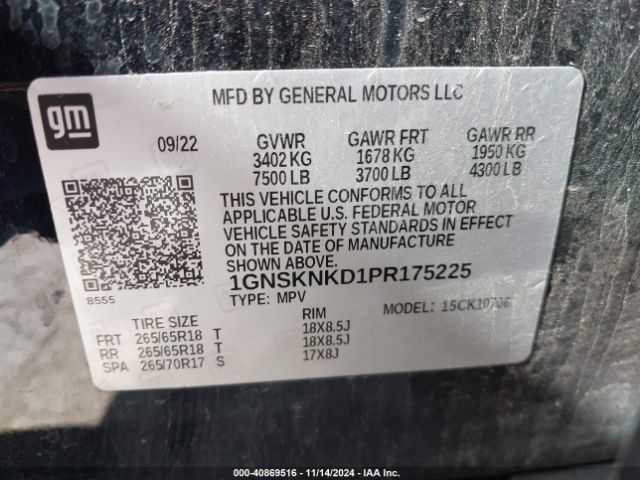 gm
MFD BY GENERAL MOTORS LLC
09/22 GVWR GAWR FRT GAWR RR
3402 KG 1678 KG 1950 KG
7500 LB 3700 LB 4300 LB
THIS VEHICLE CONFORMS TO ALL
APPLICABLE U.S. FEDERAL MOTOR
VEHICLE SAFETY STANDARDS IN EFFECT
ON THE DATE OF MANUFACTURE
1GNSKNKD1PR175225
8555
TYPE: MPV MODEL: 15CK10706
TIRE SIZE RIM
FRT 265/65R18 T 18X8.5J
RR 265/65R18 T 18X8.5J
SPA 265/70R17 S 17X8J
000-40869516 - 11/14/2024 - IAA Inc.